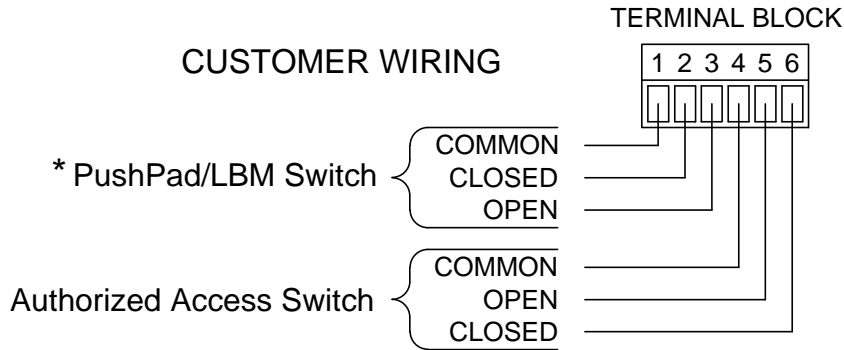 TERMINAL BLOCK
CUSTOMER WIRING
1 2 3 4 5 6
COMMON
* PushPad/LBM Switch
CLOSED
OPEN
COMMON
Authorized Access Switch
OPEN
CLOSED